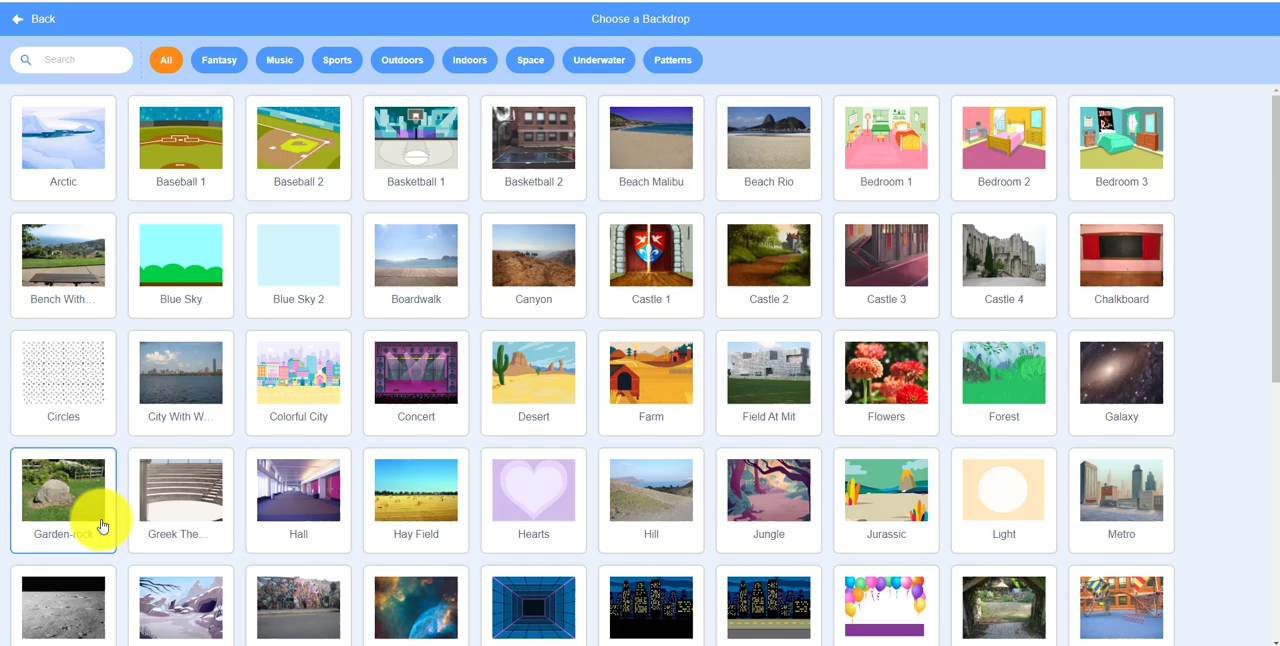 Back
Choose a Backdrop
Search
All
Fantasy
Music
Sports
Outdoors
Indoors
Space
Underwater
Patterns
Arctic
Baseball 1
Baseball 2
Basketball 1
Basketball 2
Beach Malibu
Beach Rio
Bedroom 1
Bedroom 2
Bedroom 3
Bench With...
Blue Sky
Blue Sky 2
Boardwalk
Canyon
Castle 1
Castle 2
Castle 3
Castle 4
Chalkboard
Circles
City With W...
Colorful City
Concert
Desert
Farm
Field At Mit
Flowers
Forest
Galaxy
Garden-rock
Greek The...
Hall
Hay Field
Hearts
Hill
Jungle
Jurassic
Light
Metro